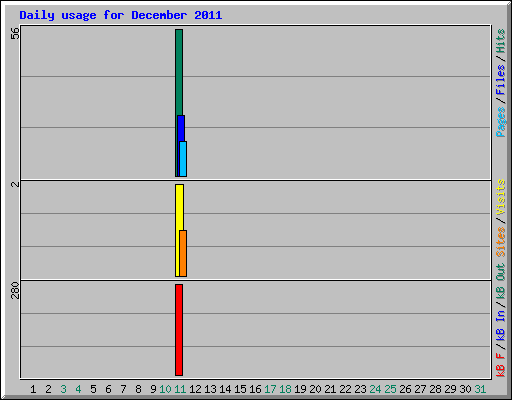 Daily usage for December 2011
56
Pages / Files / Hits
2
Sites / Visits
280
kB F / kB In / kB Out
1 2 3 4 5 6 7 8 9 10 11 12 13 14 15 16 17 18 19 20 21 22 23 24 25 26 27 28 29 30 31